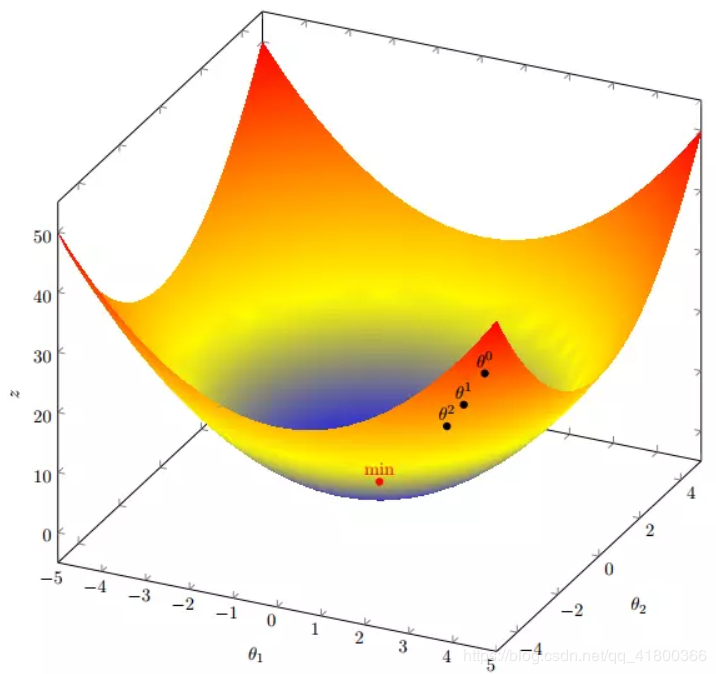 50
40
30
20
10
0
z
θ⁰
θ¹
θ²
min
−5
−4
−3
−2
−1
0
1
2
3
4
5
θ₁
−4
−2
0
2
4
θ₂
https://blog.csdn.net/qq_41800366